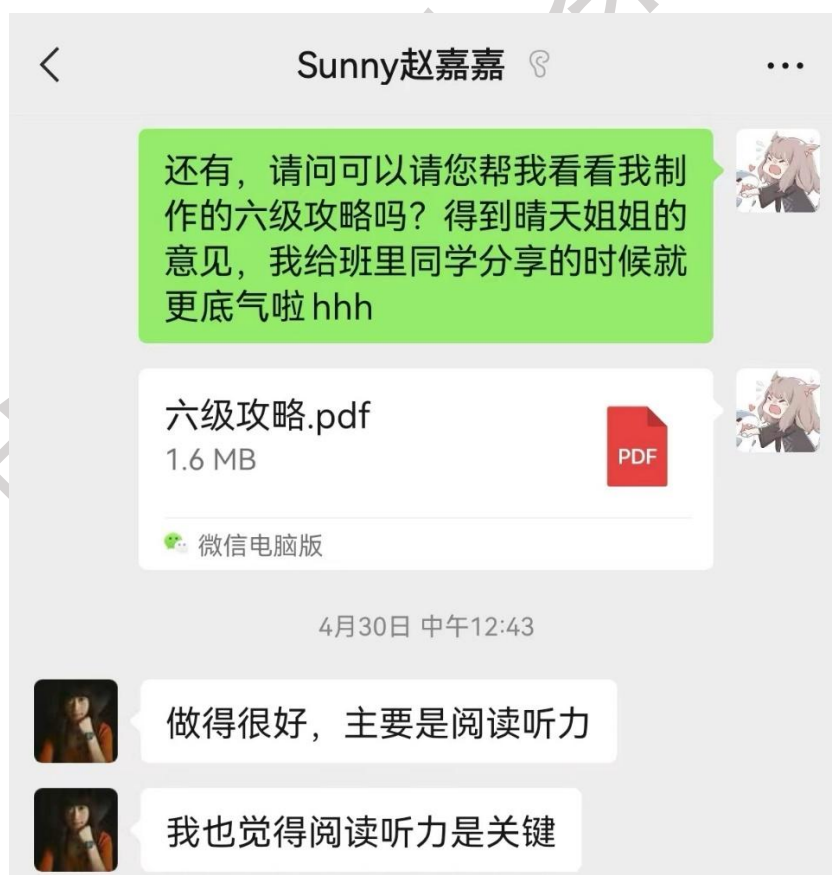 Sunny赵嘉嘉
还有，请问可以请您帮我看看我制
作的六级攻略吗？得到晴天姐姐的
意见，我给班里同学分享的时候就
更底气啦hhh
六级攻略.pdf
1.6 MB
PDF
微信电脑版
4月30日 中午12:43
做得很好，主要是阅读听力
我也觉得阅读听力是关键